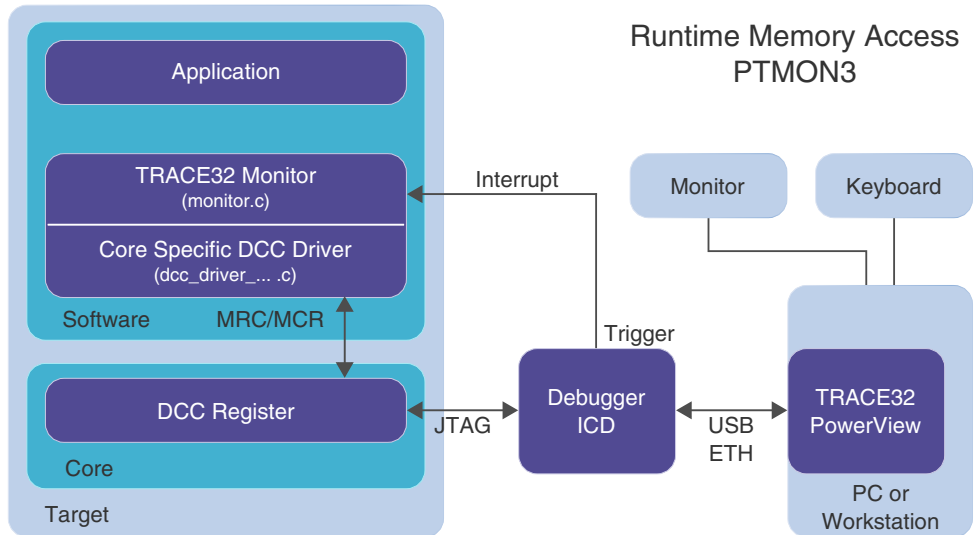 Runtime Memory Access
PTMON3
Application
TRACE32 Monitor
(monitor.c)
Core Specific DCC Driver
(dcc_driver_... .c)
Software
MRC/MCR
Interrupt
Trigger
Monitor
Keyboard
DCC Register
Core
Target
JTAG
Debugger
ICD
USB
ETH
TRACE32
PowerView
PC or
Workstation